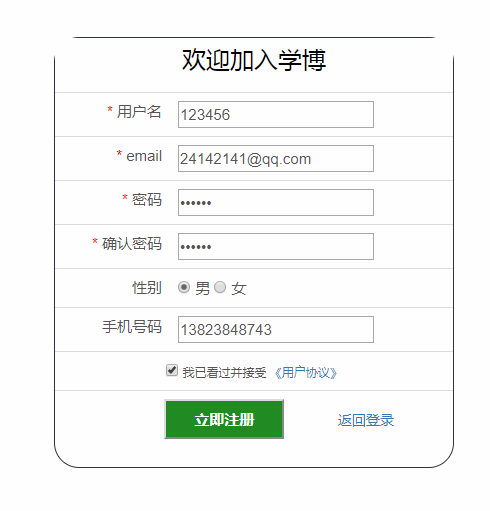 欢迎加入学博
* 用户名 123456
* email 24142141@qq.com
* 密码 ••••••
* 确认密码 ••••••
性别 男 女
手机号码 13823848743
我已看过并接受 《用户协议》
立即注册 返回登录